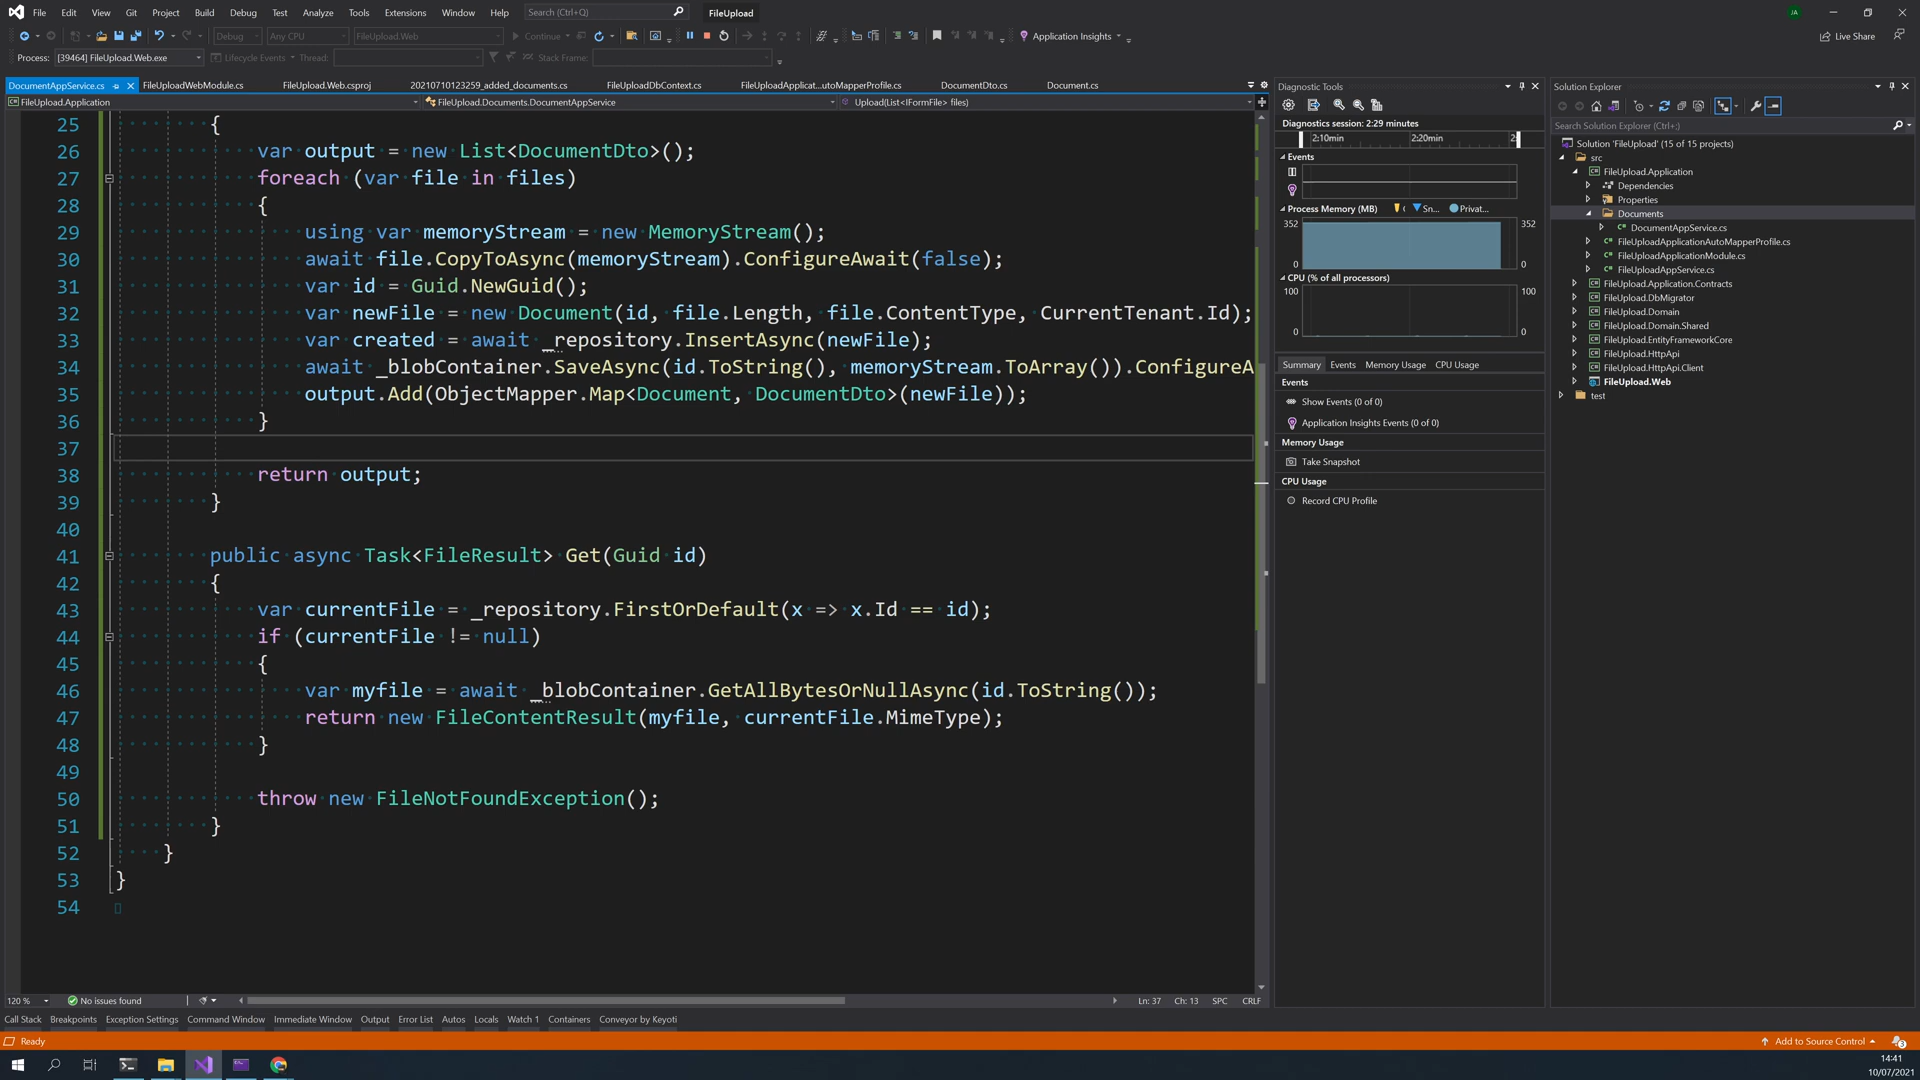 File Edit View Git Project Build Debug Test Analyze Tools Extensions Window Help Search (Ctrl+Q) FileUpload JA
Debug Any CPU FileUpload.Web Continue Application Insights Live Share
Process: [39464] FileUpload.Web.exe Lifecycle Events Thread: Stack Frame:
DocumentAppService.cs FileUploadWebModule.cs FileUpload.Web.csproj 20210710123259_added_documents.cs FileUploadDbContext.cs FileUploadApplicat...utoMapperProfile.cs DocumentDto.cs Document.cs
FileUpload.Application FileUpload.Documents.DocumentAppService Upload(List<IFormFile> files)
25 {
26 var output = new List<DocumentDto>();
27 foreach (var file in files)
28 {
29 using var memoryStream = new MemoryStream();
30 await file.CopyToAsync(memoryStream).ConfigureAwait(false);
31 var id = Guid.NewGuid();
32 var newFile = new Document(id, file.Length, file.ContentType, CurrentTenant.Id);
33 var created = await _repository.InsertAsync(newFile);
34 await _blobContainer.SaveAsync(id.ToString(), memoryStream.ToArray()).ConfigureA
35 output.Add(ObjectMapper.Map<Document, DocumentDto>(newFile));
36 }
37
38 return output;
39 }
40
41 public async Task<FileResult> Get(Guid id)
42 {
43 var currentFile = _repository.FirstOrDefault(x => x.Id == id);
44 if (currentFile != null)
45 {
46 var myfile = await _blobContainer.GetAllBytesOrNullAsync(id.ToString());
47 return new FileContentResult(myfile, currentFile.MimeType);
48 }
49
50 throw new FileNotFoundException();
51 }
52 }
53 }
54
120 % No issues found Ln: 37 Ch: 13 SPC CRLF
Diagnostic Tools
Diagnostics session: 2:29 minutes
2:10min 2:20min
Events
Process Memory (MB) Sn... Privat...
352 352
0 0
CPU (% of all processors)
100 100
0 0
Summary Events Memory Usage CPU Usage
Events
Show Events (0 of 0)
Application Insights Events (0 of 0)
Memory Usage
Take Snapshot
CPU Usage
Record CPU Profile
Solution Explorer
Search Solution Explorer (Ctrl+;)
Solution 'FileUpload' (15 of 15 projects)
src
FileUpload.Application
Dependencies
Properties
Documents
DocumentAppService.cs
FileUploadApplicationAutoMapperProfile.cs
FileUploadApplicationModule.cs
FileUploadAppService.cs
FileUpload.Application.Contracts
FileUpload.DbMigrator
FileUpload.Domain
FileUpload.Domain.Shared
FileUpload.EntityFrameworkCore
FileUpload.HttpApi
FileUpload.HttpApi.Client
FileUpload.Web
test
Call Stack Breakpoints Exception Settings Command Window Immediate Window Output Error List Autos Locals Watch 1 Containers Conveyor by Keyoti
Ready Add to Source Control 3
14:41
10/07/2021